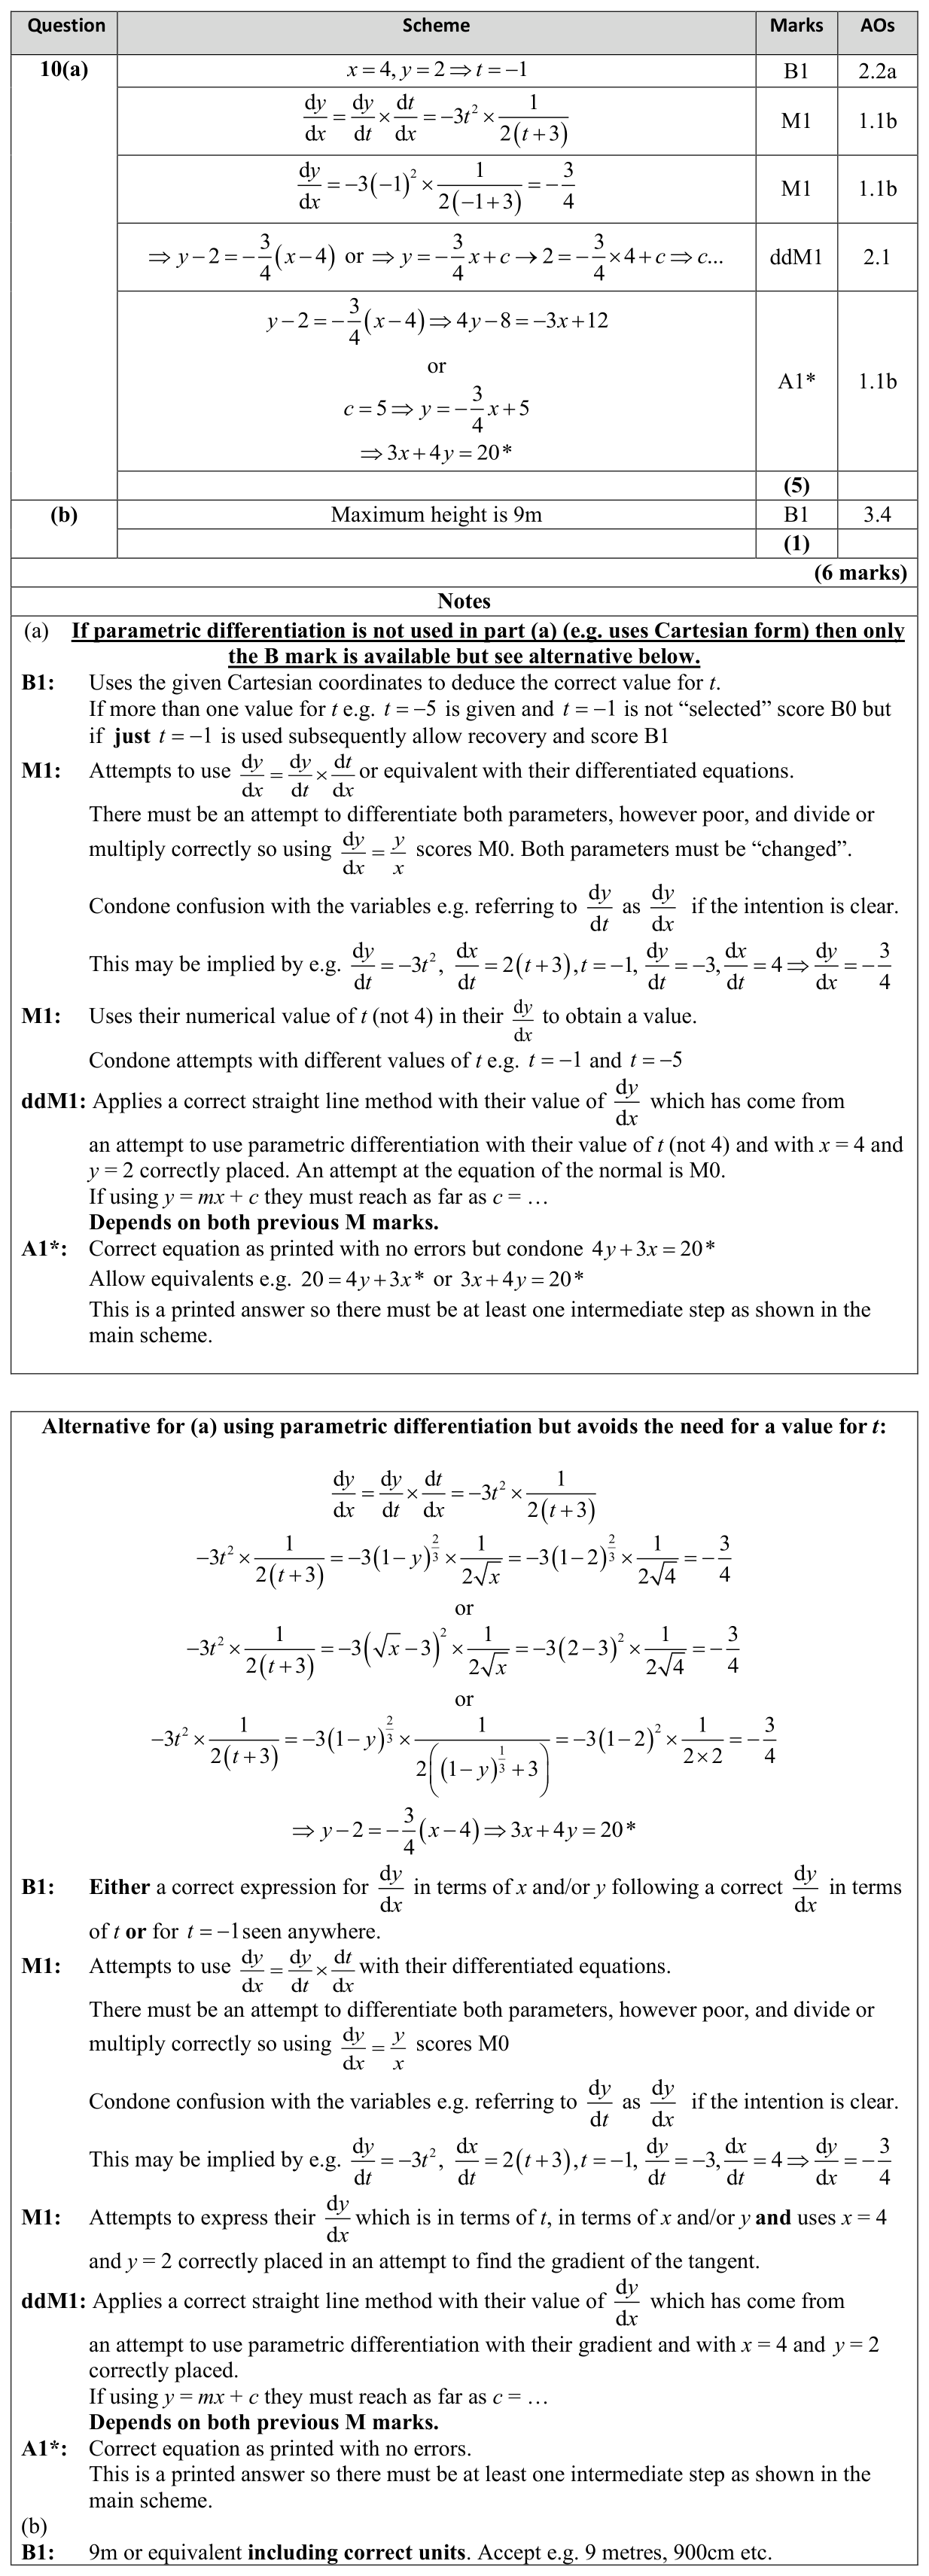 Question Scheme Marks AOs
10(a) x = 4, y = 2 ⇒ t = −1 B1 2.2a
dy/dx = dy/dt × dt/dx = −3t² × 1/(2(t+3)) M1 1.1b
dy/dx = −3(−1)² × 1/(2(−1+3)) = −3/4 M1 1.1b
⇒ y − 2 = −3/4(x − 4) or ⇒ y = −3/4x + c → 2 = −3/4 × 4 + c ⇒ c... ddM1 2.1
y − 2 = −3/4(x − 4) ⇒ 4y − 8 = −3x + 12
or
c = 5 ⇒ y = −3/4x + 5
⇒ 3x + 4y = 20*
A1* 1.1b
(5)
(b) Maximum height is 9m B1 3.4
(1)
(6 marks)
Notes
(a) If parametric differentiation is not used in part (a) (e.g. uses Cartesian form) then only
the B mark is available but see alternative below.
B1: Uses the given Cartesian coordinates to deduce the correct value for t.
If more than one value for t e.g. t = −5 is given and t = −1 is not “selected” score B0 but
if just t = −1 is used subsequently allow recovery and score B1
M1: Attempts to use dy/dx = dy/dt × dt/dx or equivalent with their differentiated equations.
There must be an attempt to differentiate both parameters, however poor, and divide or
multiply correctly so using dy/dx = y/x scores M0. Both parameters must be “changed”.
Condone confusion with the variables e.g. referring to dy/dt as dy/dx if the intention is clear.
This may be implied by e.g. dy/dt = −3t², dx/dt = 2(t+3), t = −1, dy/dt = −3, dx/dt = 4 ⇒ dy/dx = −3/4
M1: Uses their numerical value of t (not 4) in their dy/dx to obtain a value.
Condone attempts with different values of t e.g. t = −1 and t = −5
ddM1: Applies a correct straight line method with their value of dy/dx which has come from
an attempt to use parametric differentiation with their value of t (not 4) and with x = 4 and
y = 2 correctly placed. An attempt at the equation of the normal is M0.
If using y = mx + c they must reach as far as c = …
Depends on both previous M marks.
A1*: Correct equation as printed with no errors but condone 4y + 3x = 20*
Allow equivalents e.g. 20 = 4y + 3x* or 3x + 4y = 20*
This is a printed answer so there must be at least one intermediate step as shown in the
main scheme.
Alternative for (a) using parametric differentiation but avoids the need for a value for t:
dy/dx = dy/dt × dt/dx = −3t² × 1/(2(t+3))
−3t² × 1/(2(t+3)) = −3(1−y)^(2/3) × 1/(2√x) = −3(1−2)^(2/3) × 1/(2√4) = −3/4
or
−3t² × 1/(2(t+3)) = −3(√x − 3)² × 1/(2√x) = −3(2−3)² × 1/(2√4) = −3/4
or
−3t² × 1/(2(t+3)) = −3(1−y)^(2/3) × 1/(2((1−y)^(1/3) + 3)) = −3(1−2)² × 1/(2×2) = −3/4
⇒ y − 2 = −3/4(x − 4) ⇒ 3x + 4y = 20*
B1: Either a correct expression for dy/dx in terms of x and/or y following a correct dy/dx in terms
of t or for t = −1 seen anywhere.
M1: Attempts to use dy/dx = dy/dt × dt/dx with their differentiated equations.
There must be an attempt to differentiate both parameters, however poor, and divide or
multiply correctly so using dy/dx = y/x scores M0
Condone confusion with the variables e.g. referring to dy/dt as dy/dx if the intention is clear.
This may be implied by e.g. dy/dt = −3t², dx/dt = 2(t+3), t = −1, dy/dt = −3, dx/dt = 4 ⇒ dy/dx = −3/4
M1: Attempts to express their dy/dx which is in terms of t, in terms of x and/or y and uses x = 4
and y = 2 correctly placed in an attempt to find the gradient of the tangent.
ddM1: Applies a correct straight line method with their value of dy/dx which has come from
an attempt to use parametric differentiation with their gradient and with x = 4 and y = 2
correctly placed.
If using y = mx + c they must reach as far as c = …
Depends on both previous M marks.
A1*: Correct equation as printed with no errors.
This is a printed answer so there must be at least one intermediate step as shown in the
main scheme.
(b)
B1: 9m or equivalent including correct units. Accept e.g. 9 metres, 900cm etc.